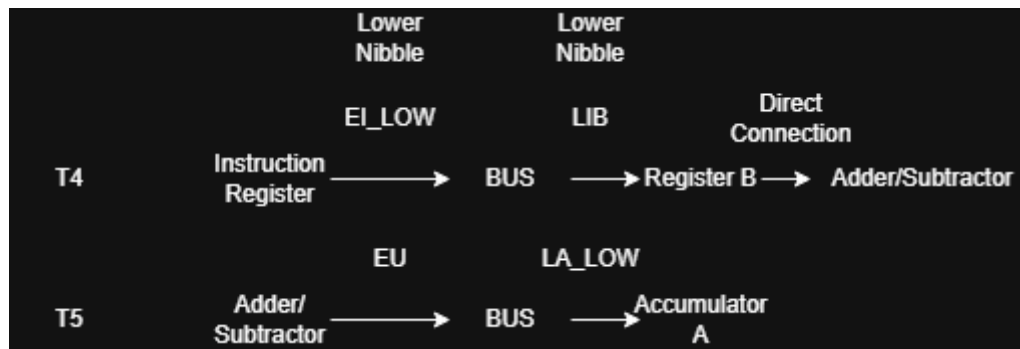 Lower Lower
Nibble Nibble
EI_LOW LIB Direct
Connection
T4 Instruction
Register BUS Register B Adder/Subtractor
EU LA_LOW
T5 Adder/
Subtractor BUS Accumulator
A